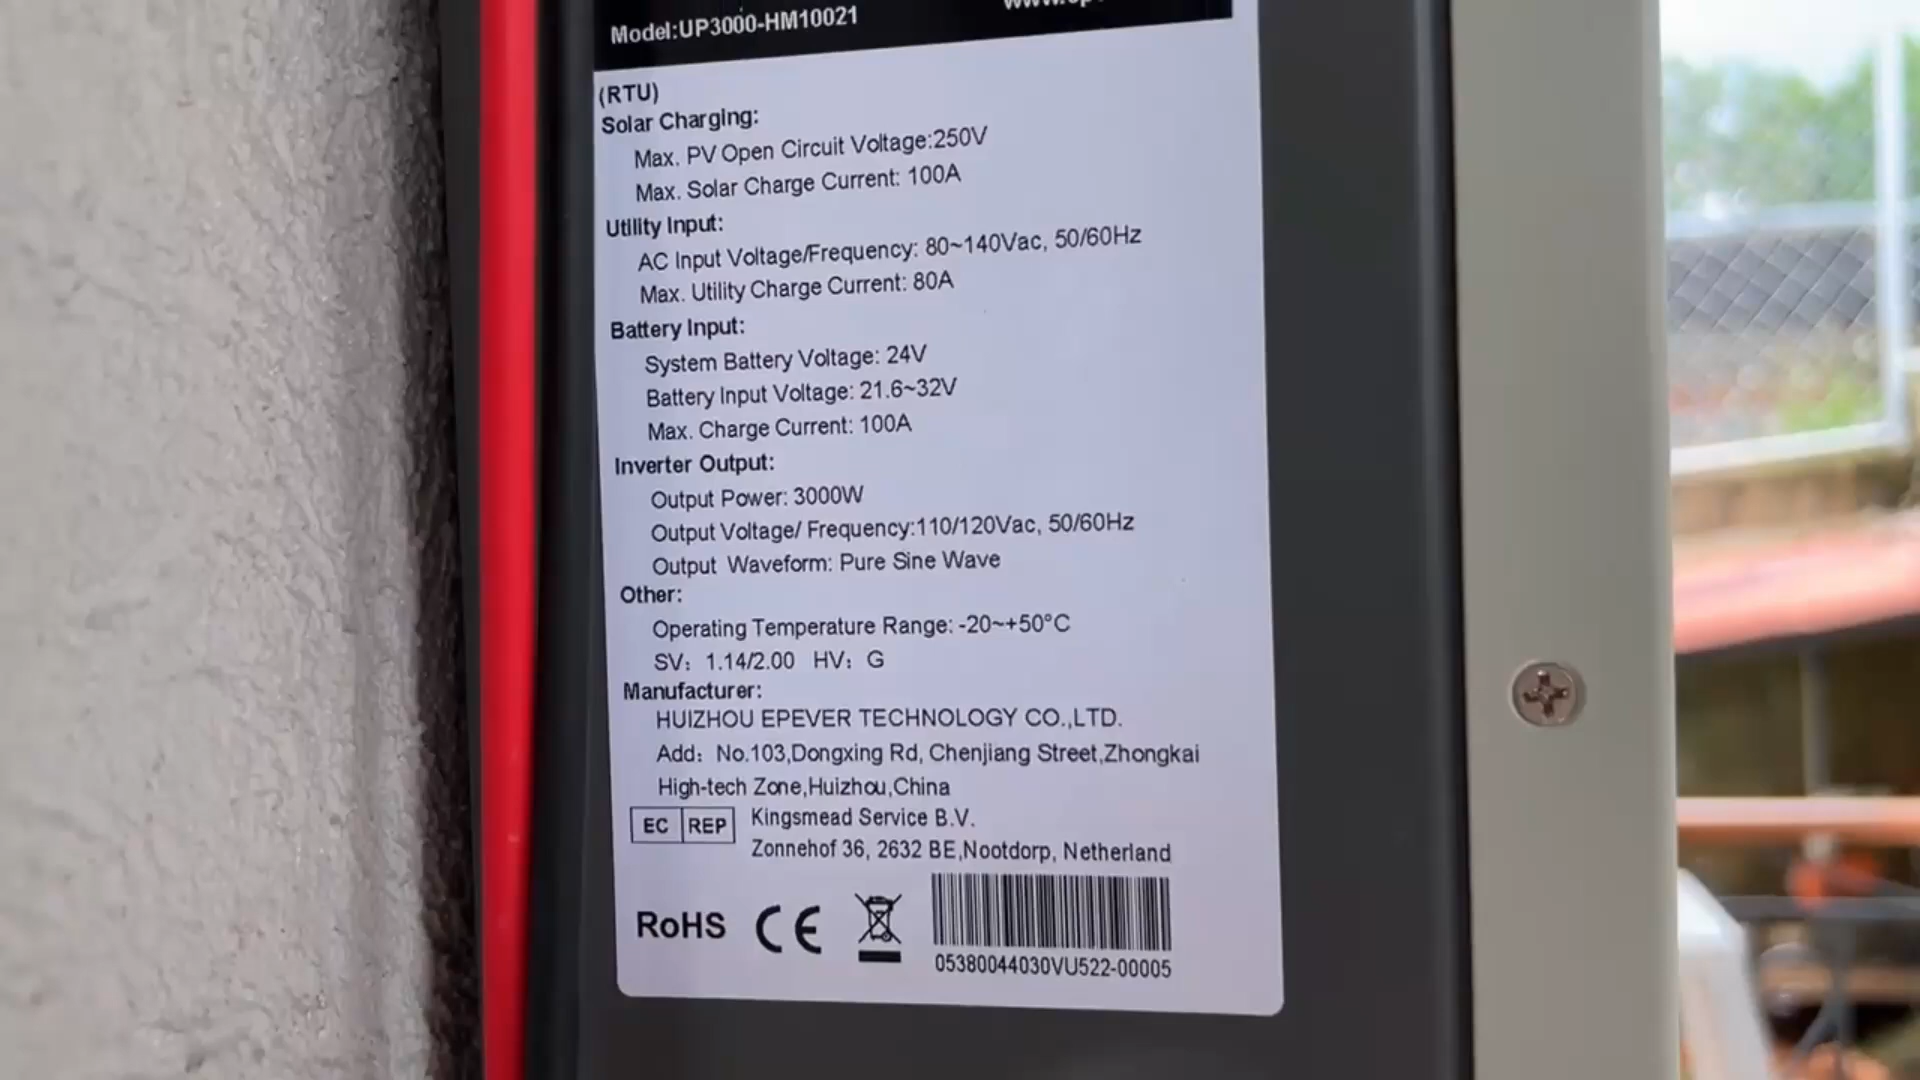 Model:UP3000-HM10021
(RTU)
Solar Charging:
Max. PV Open Circuit Voltage:250V
Max. Solar Charge Current: 100A
Utility Input:
AC Input Voltage/Frequency: 80~140Vac, 50/60Hz
Max. Utility Charge Current: 80A
Battery Input:
System Battery Voltage: 24V
Battery Input Voltage: 21.6~32V
Max. Charge Current: 100A
Inverter Output:
Output Power: 3000W
Output Voltage/ Frequency:110/120Vac, 50/60Hz
Output Waveform: Pure Sine Wave
Other:
Operating Temperature Range: -20~+50°C
SV: 1.14/2.00 HV: G
Manufacturer:
HUIZHOU EPEVER TECHNOLOGY CO.,LTD.
Add: No.103,Dongxing Rd, Chenjiang Street,Zhongkai
High-tech Zone,Huizhou,China
EC REP
Kingsmead Service B.V.
Zonnehof 36, 2632 BE,Nootdorp, Netherland
RoHS CE
05380044030VU522-00005